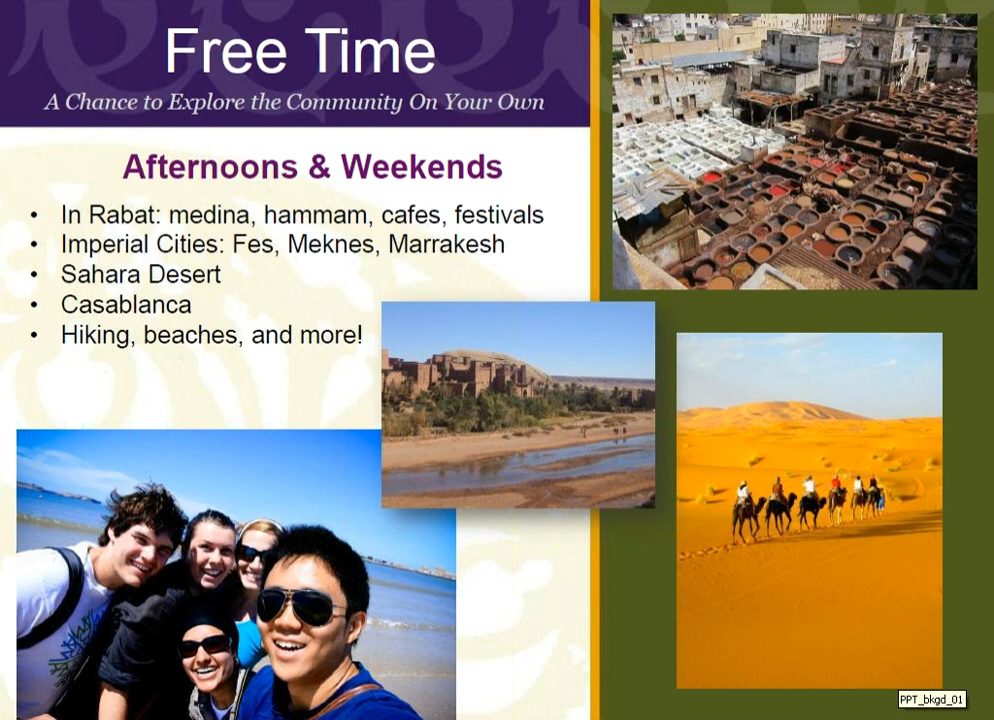 Free Time
A Chance to Explore the Community On Your Own
Afternoons & Weekends
• In Rabat: medina, hammam, cafes, festivals
• Imperial Cities: Fes, Meknes, Marrakesh
• Sahara Desert
• Casablanca
• Hiking, beaches, and more!
PPT_bkgd_01